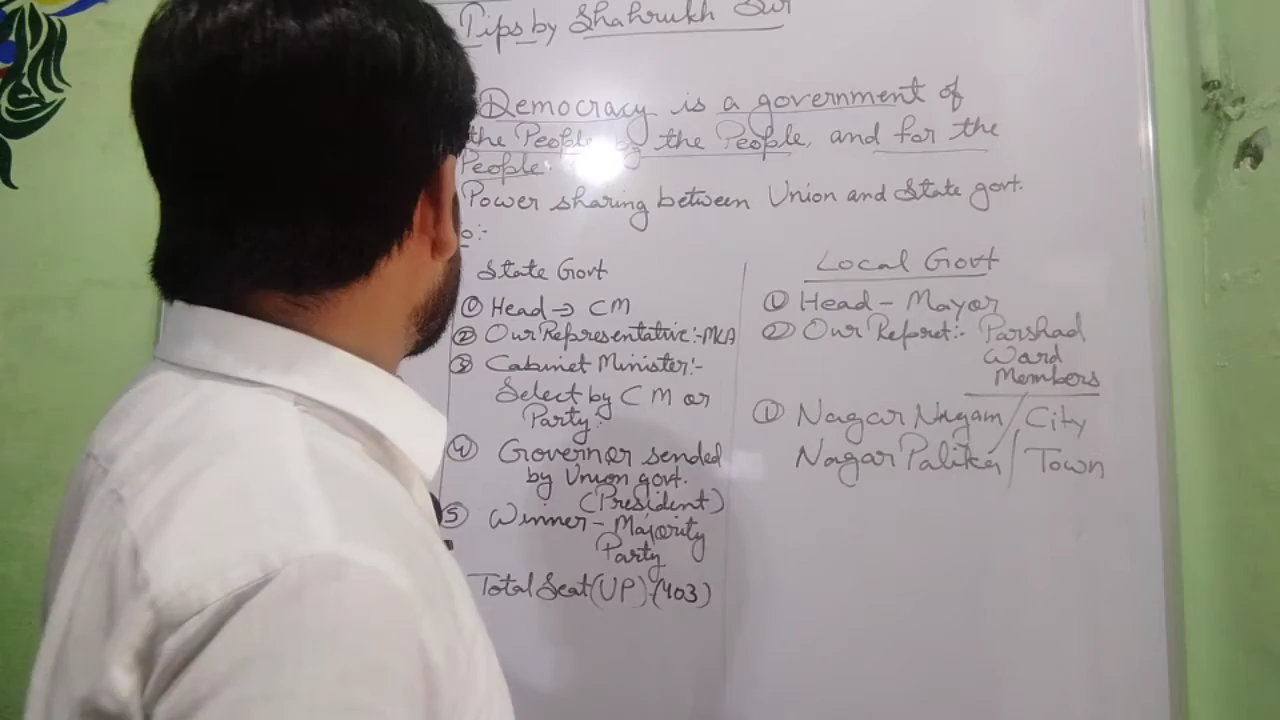 Tips by Shahrukh Sur
Democracy is a government of
the People by the People, and for the
People.
Power sharing between Union and State govt.
State Govt
① Head → CM
② Our Representative:- MLA
③ Cabinet Minister:-
Select by CM or
Party:
④ Governor sended
by Union govt.
(President)
⑤ Winner - Majority
Party
Total Seat (UP) (403)
Local Govt
① Head - Mayor
② Our Repret:- Parshad
Ward
Members
① Nagar Nigam / City
Nagar Palika / Town